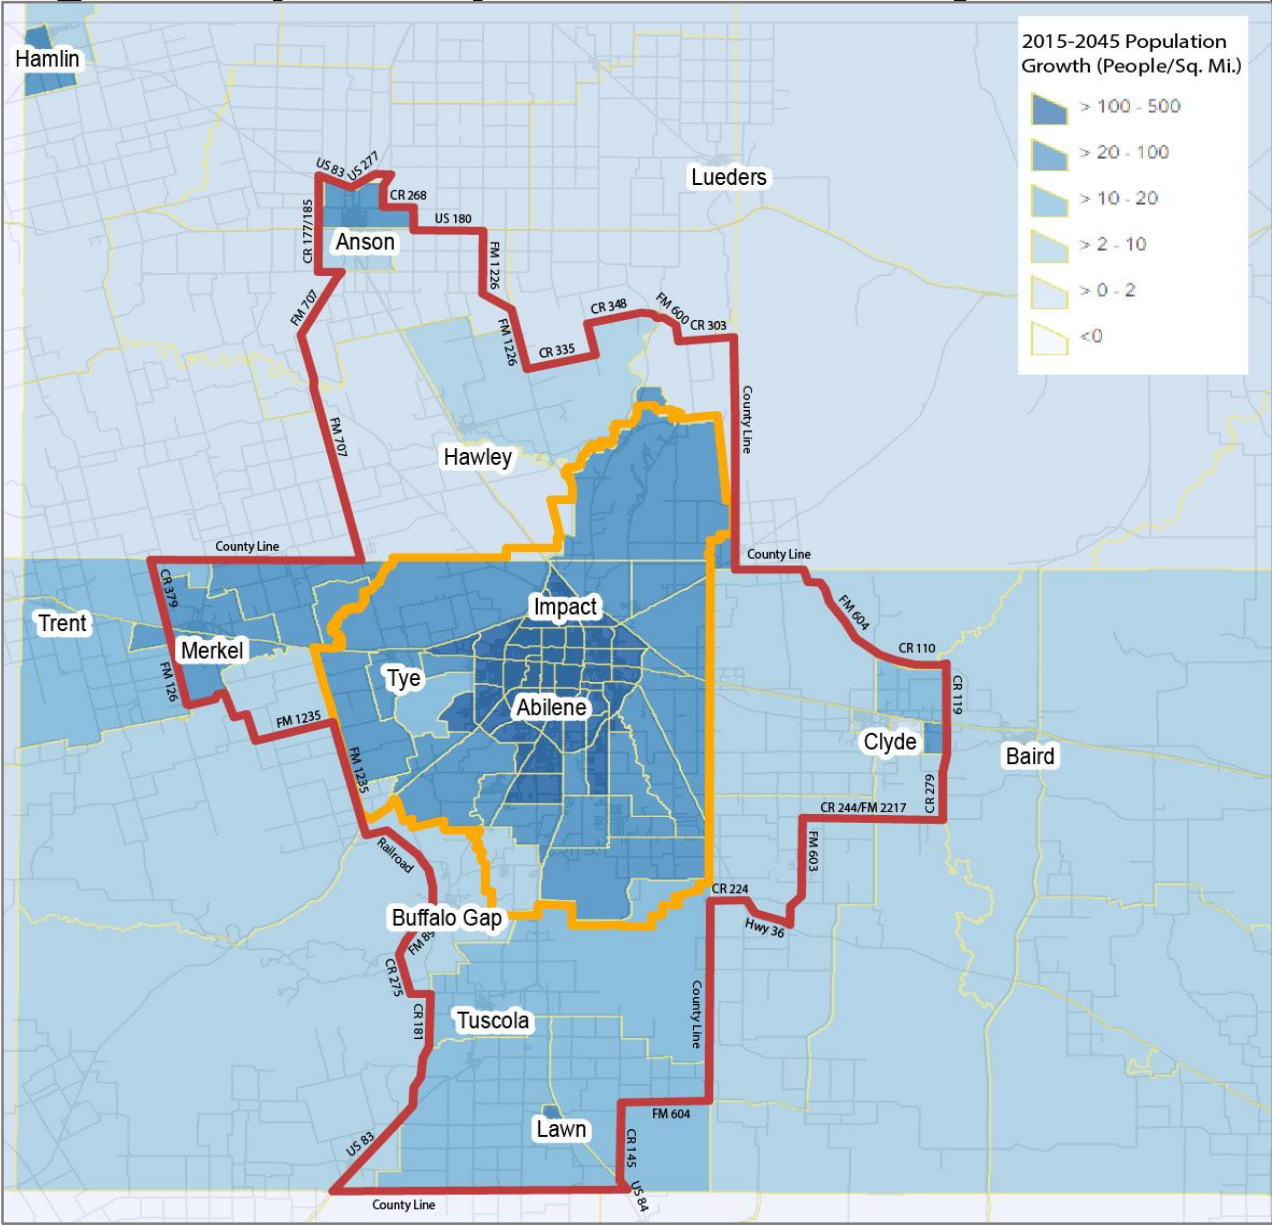 2015-2045 Population
Growth (People/Sq. Mi.)
> 100 - 500
> 20 - 100
> 10 - 20
> 2 - 10
> 0 - 2
<0
Hamlin
Lueders
US 83
US 277
CR 268
CR 177/185
US 180
Anson
FM 1226
FM 707
CR 348
FM 600
CR 303
FM 1226
CR 335
County Line
FM 707
Hawley
County Line
County Line
CR 379
Impact
FM 604
Trent
Merkel
CR 110
FM 126
Tye
CR 119
Abilene
FM 1235
Clyde
Baird
FM 1235
CR 279
CR 244/FM 2217
Railroad
FM 603
CR 224
Buffalo Gap
Hwy 36
FM 89
CR 275
CR 181
County Line
Tuscola
FM 604
Lawn
US 83
CR 145
US 84
County Line